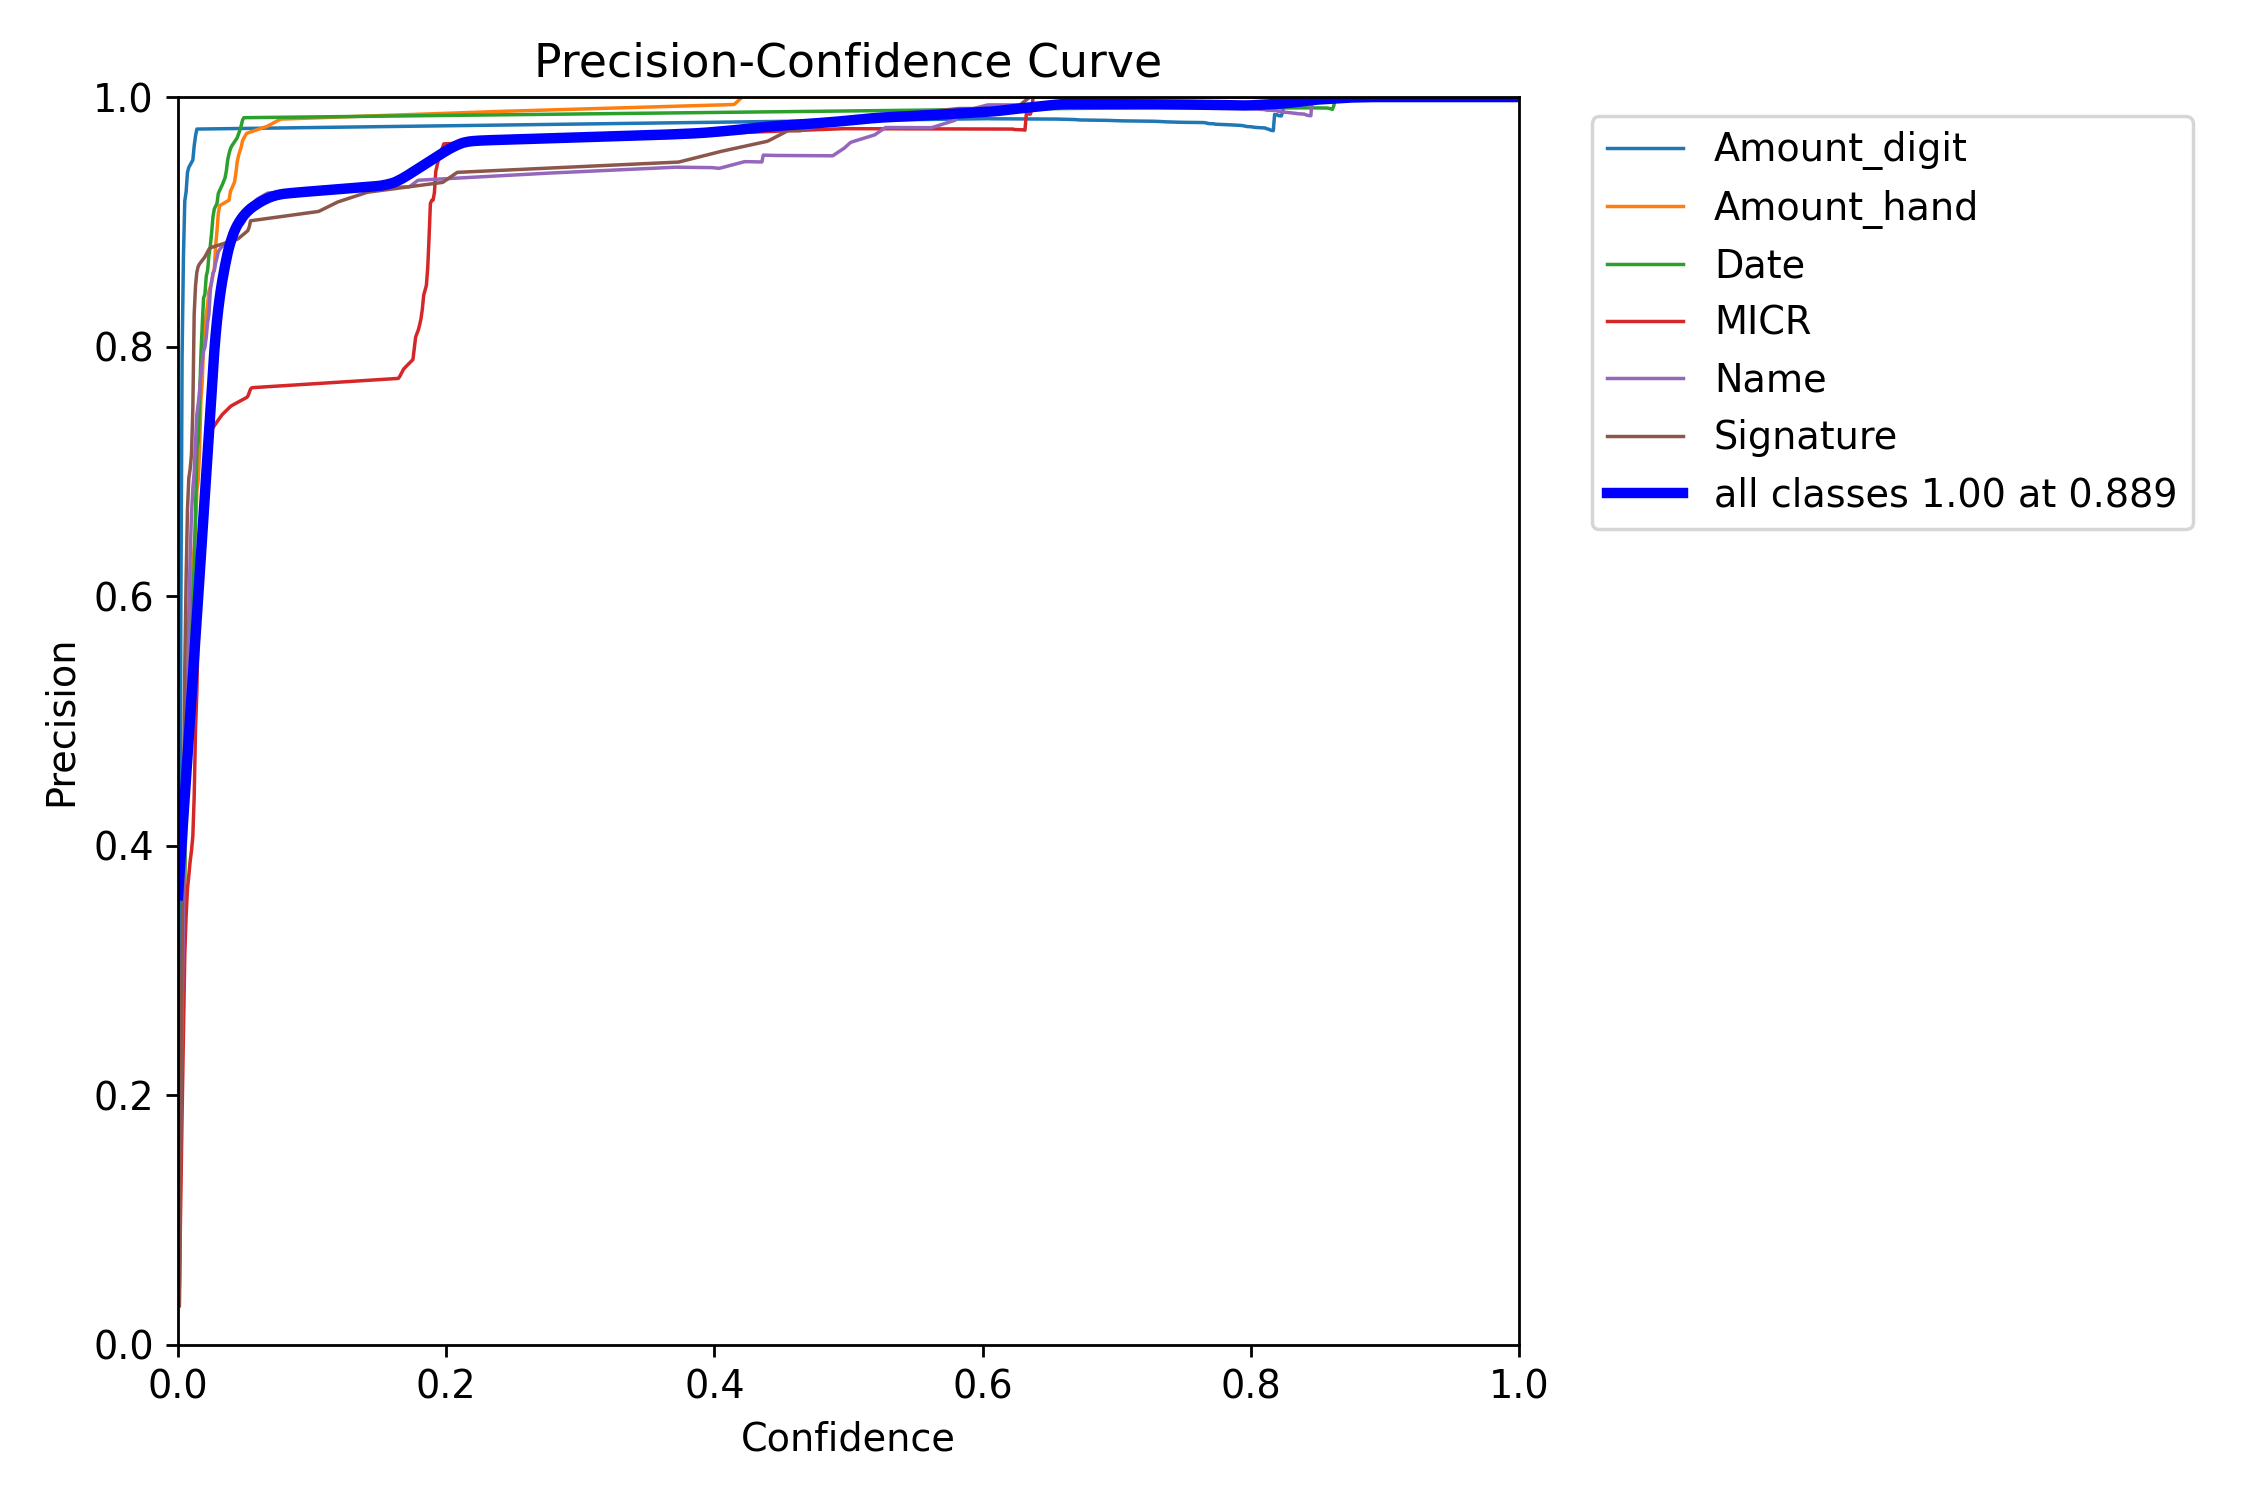 Precision-Confidence Curve
1.0
0.8
0.6
0.4
0.2
0.0
Precision
0.0 0.2 0.4 0.6 0.8 1.0
Confidence
Amount_digit
Amount_hand
Date
MICR
Name
Signature
all classes 1.00 at 0.889